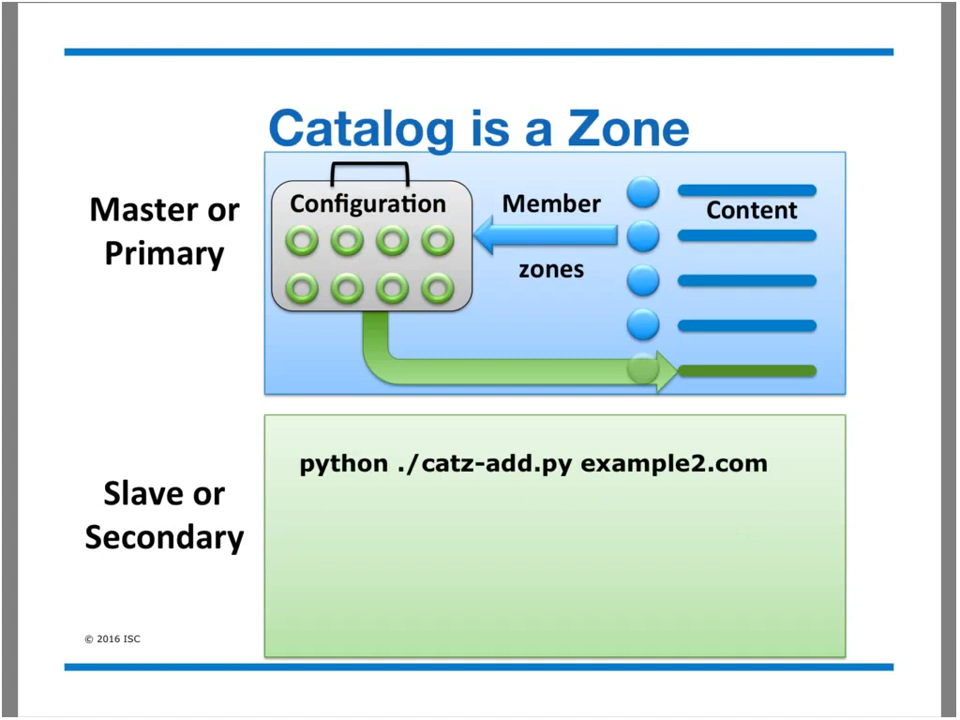 Catalog is a Zone
Master or
Primary
Configuration
Member
zones
Content
Slave or
Secondary
python ./catz-add.py example2.com
© 2016 ISC